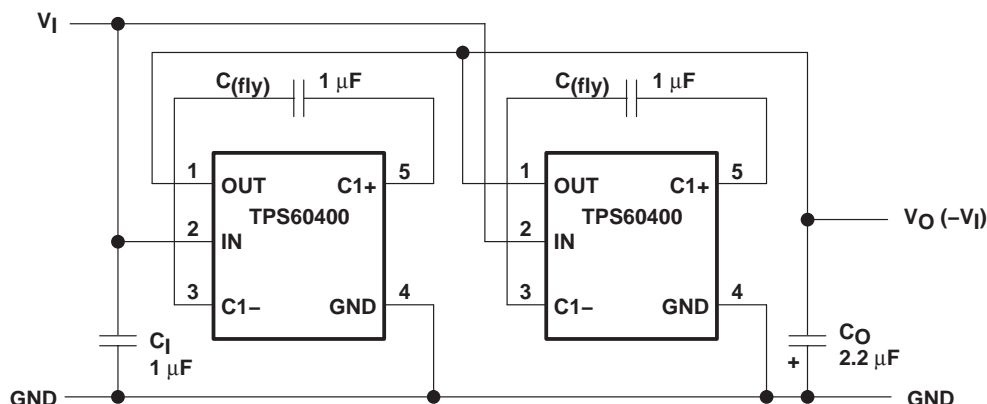 VI
C(fly) 1 μF
C(fly) 1 μF
1 OUT C1+ 5
TPS60400
2 IN
3 C1− GND 4
1 OUT C1+ 5
TPS60400
2 IN
3 C1− GND 4
VO (−VI)
CI
1 μF
CO
+ 2.2 μF
GND
GND